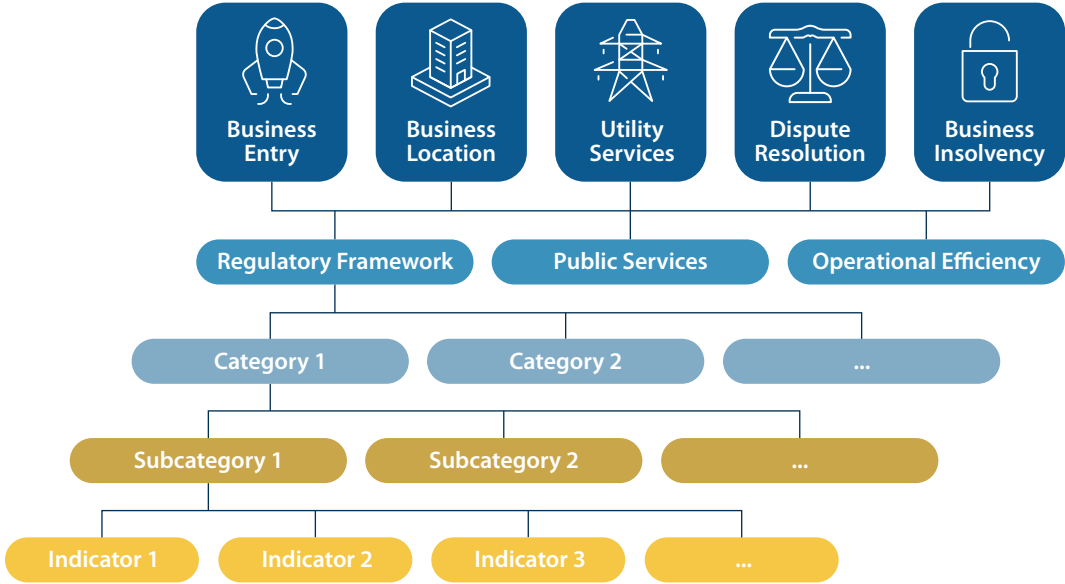 Business
Entry
Business
Location
Utility
Services
Dispute
Resolution
Business
Insolvency
Regulatory Framework
Public Services
Operational Efficiency
Category 1
Category 2
...
Subcategory 1
Subcategory 2
...
Indicator 1
Indicator 2
Indicator 3
...